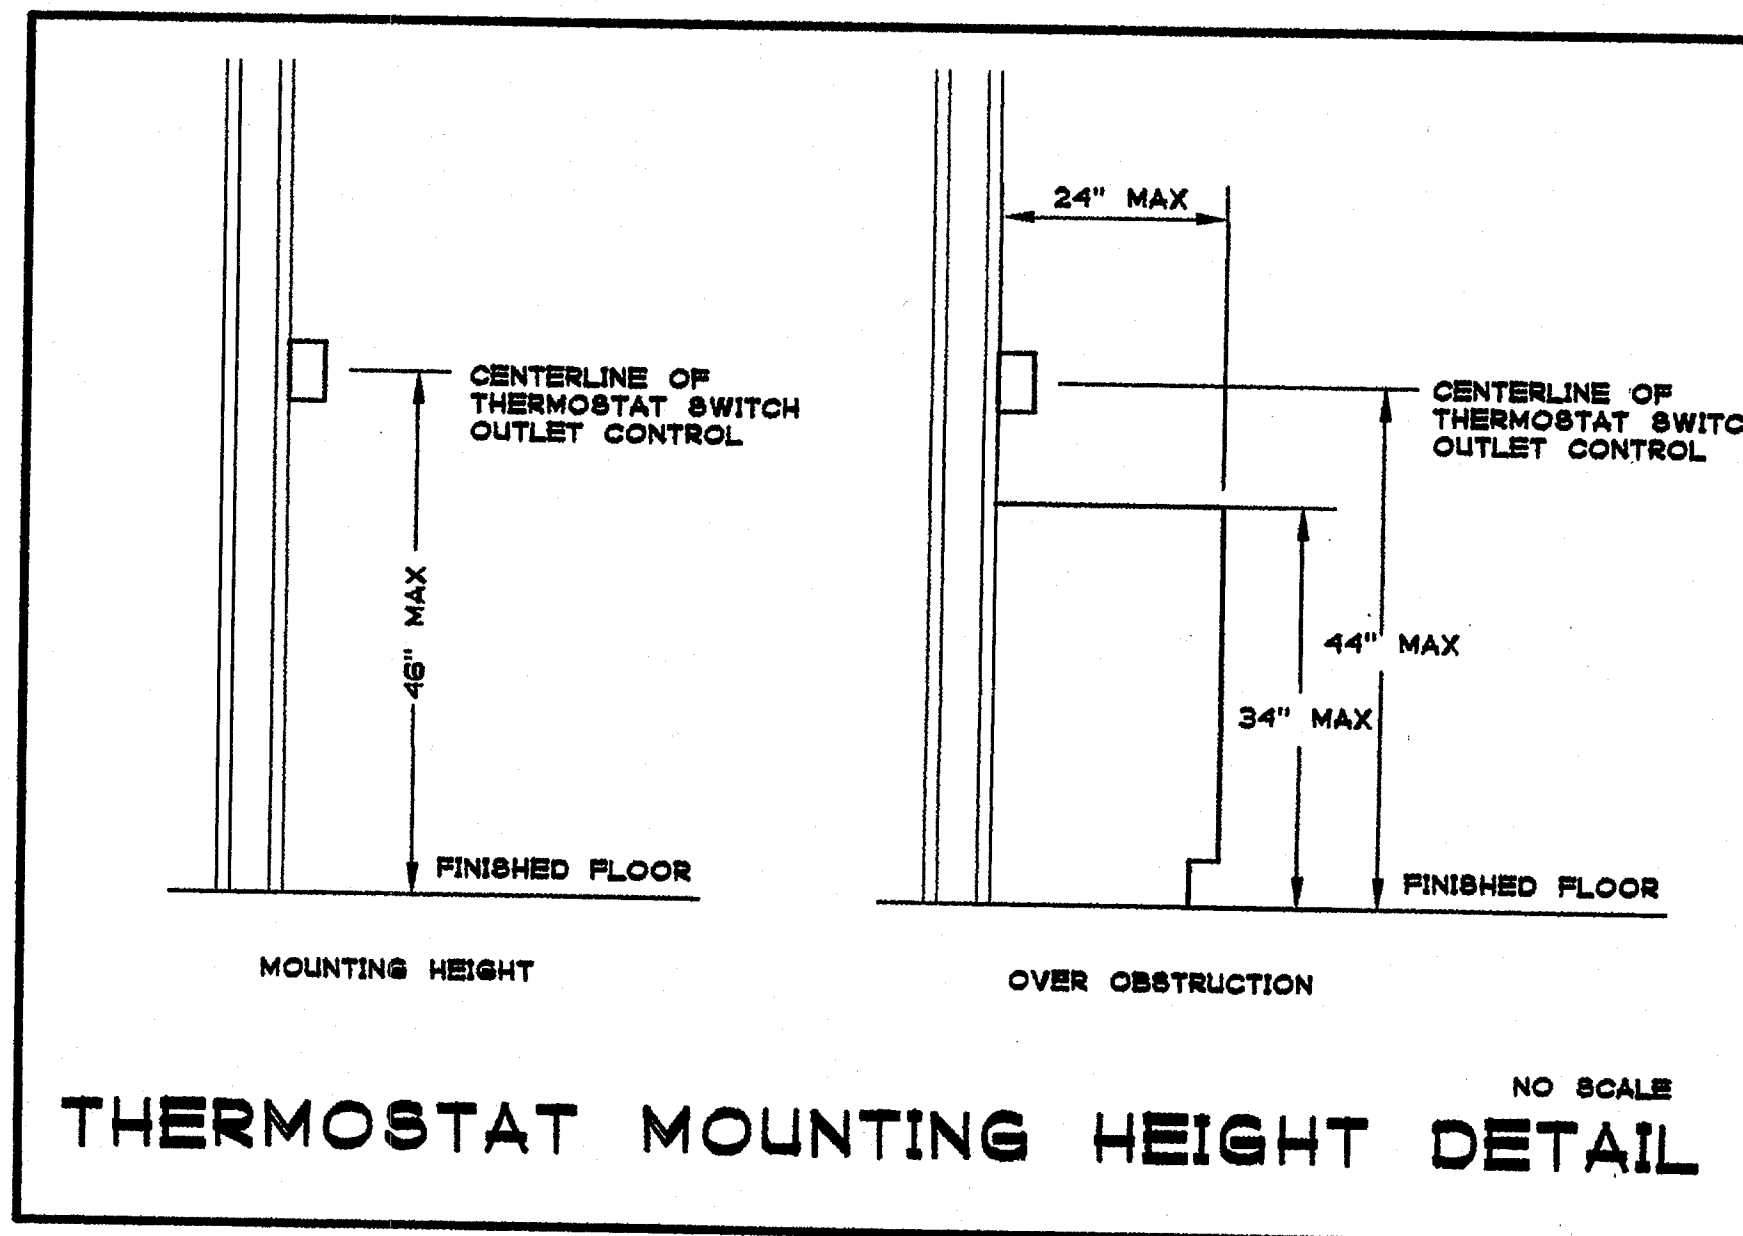 24" MAX
CENTERLINE OF
THERMOSTAT SWITCH
OUTLET CONTROL
46" MAX
FINISHED FLOOR
MOUNTING HEIGHT
CENTERLINE OF
THERMOSTAT SWITC
OUTLET CONTROL
44" MAX
34" MAX
FINISHED FLOOR
OVER OBSTRUCTION
NO SCALE
THERMOSTAT MOUNTING HEIGHT DETAIL